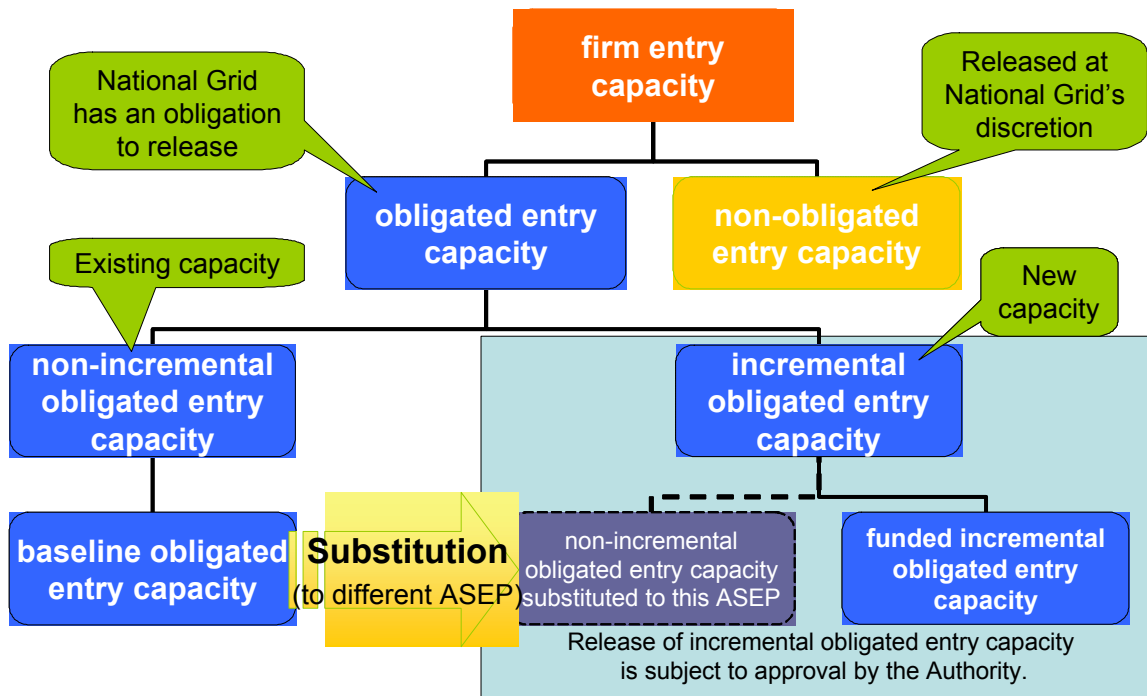 firm entry
capacity
National Grid
has an obligation
to release
Released at
National Grid's
discretion
obligated entry
capacity
non-obligated
entry capacity
Existing capacity
New
capacity
non-incremental
obligated entry
capacity
incremental
obligated entry
capacity
baseline obligated
entry capacity
Substitution
(to different ASEP)
non-incremental
obligated entry capacity
substituted to this ASEP
funded incremental
obligated entry
capacity
Release of incremental obligated entry capacity
is subject to approval by the Authority.